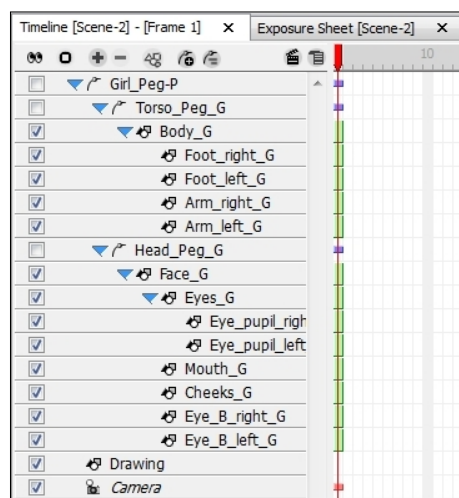 Timeline [Scene-2] - [Frame 1] x Exposure Sheet [Scene-2] x
10
Girl_Peg-P
Torso_Peg_G
Body_G
Foot_right_G
Foot_left_G
Arm_right_G
Arm_left_G
Head_Peg_G
Face_G
Eyes_G
Eye_pupil_righ
Eye_pupil_left
Mouth_G
Cheeks_G
Eye_B_right_G
Eye_B_left_G
Drawing
Camera